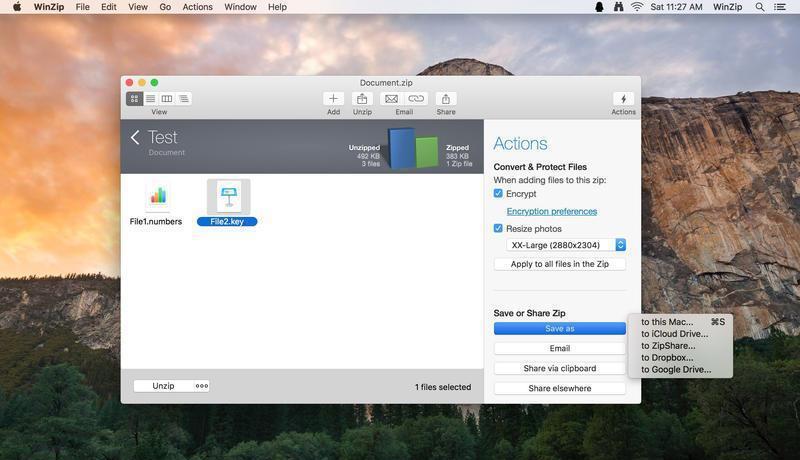 WinZip File Edit View Go Actions Window Help Sat 11:27 AM WinZip
Document.zip
View Add Unzip Email Share Actions
Test
Document
Unzipped
492 KB
3 files
Zipped
383 KB
1 Zip file
File1.numbers
File2.key
Actions
Convert & Protect Files
When adding files to this zip:
Encrypt
Encryption preferences
Resize photos
XX-Large (2880x2304)
Apply to all files in the Zip
Save or Share Zip
Save as
Email
Share via clipboard
Share elsewhere
to this Mac... ⌘S
to iCloud Drive...
to ZipShare...
to Dropbox...
to Google Drive...
Unzip
1 files selected